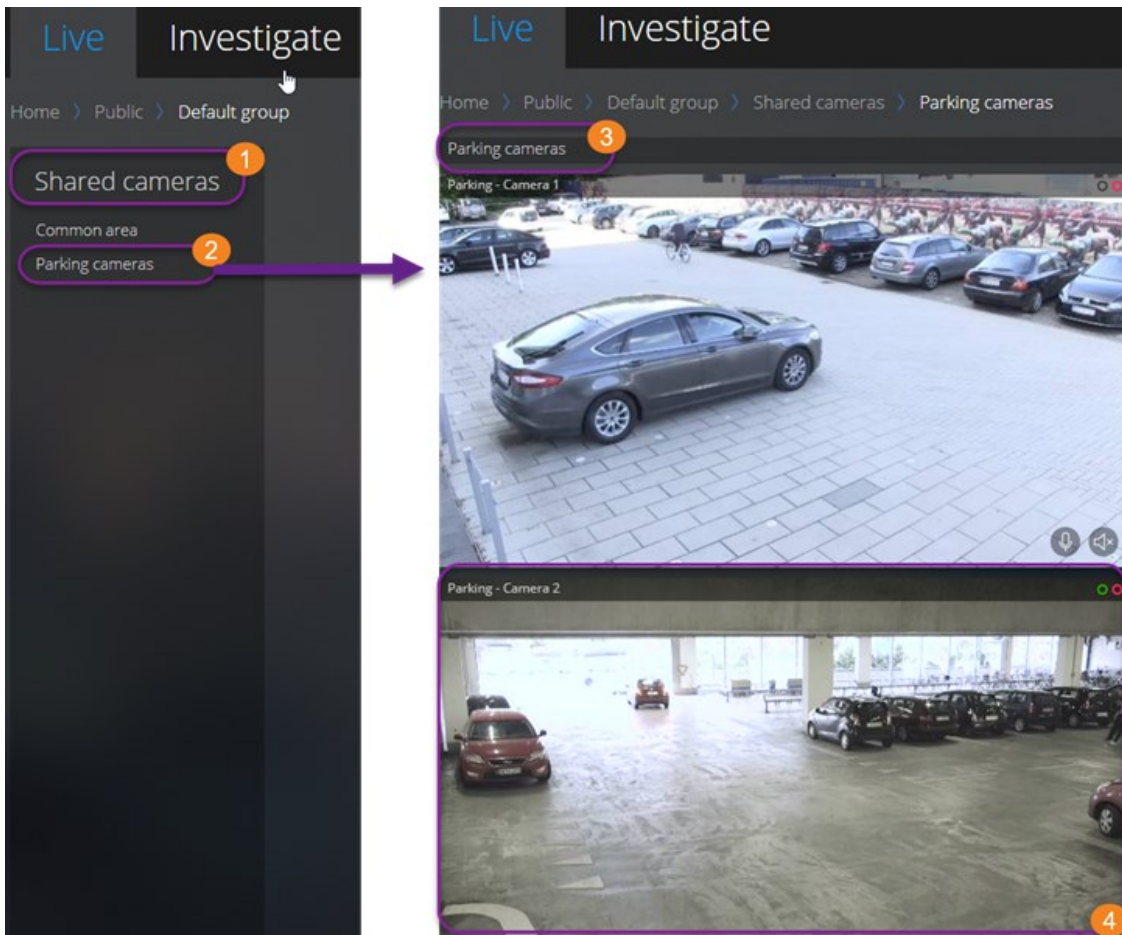 Live Investigate
Home > Public > Default group
1
Shared cameras
Common area
2
Parking cameras
Live Investigate
Home > Public > Default group > Shared cameras > Parking cameras
3
Parking cameras
Parking - Camera 1
Parking - Camera 2
4